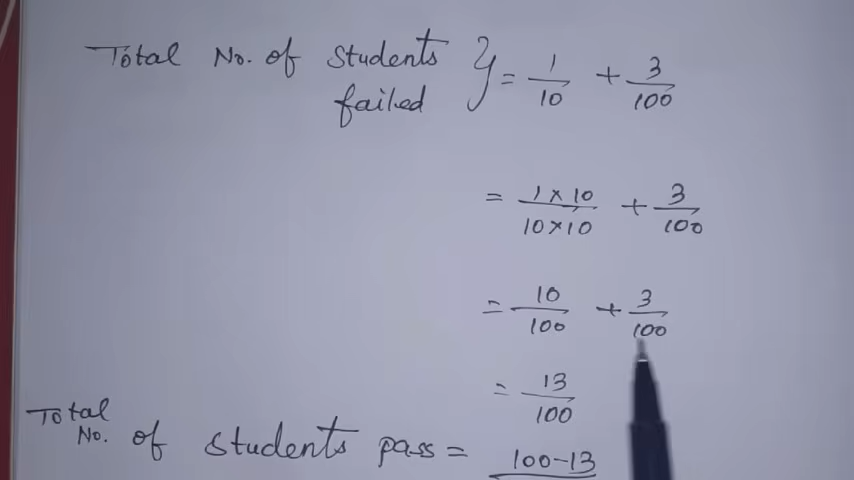 Total No. of students } = 1/10 + 3/100
failed
= 1×10/10×10 + 3/100
= 10/100 + 3/100
= 13/100
Total No. of students pass = 100-13